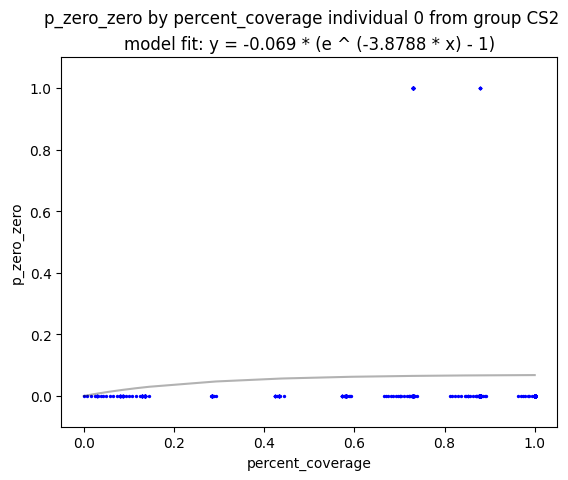 p_zero_zero by percent_coverage individual 0 from group CS2
model fit: y = -0.069 * (e ^ (-3.8788 * x) - 1)
1.0
0.8
0.6
0.4
0.2
0.0
p_zero_zero
0.0 0.2 0.4 0.6 0.8 1.0
percent_coverage